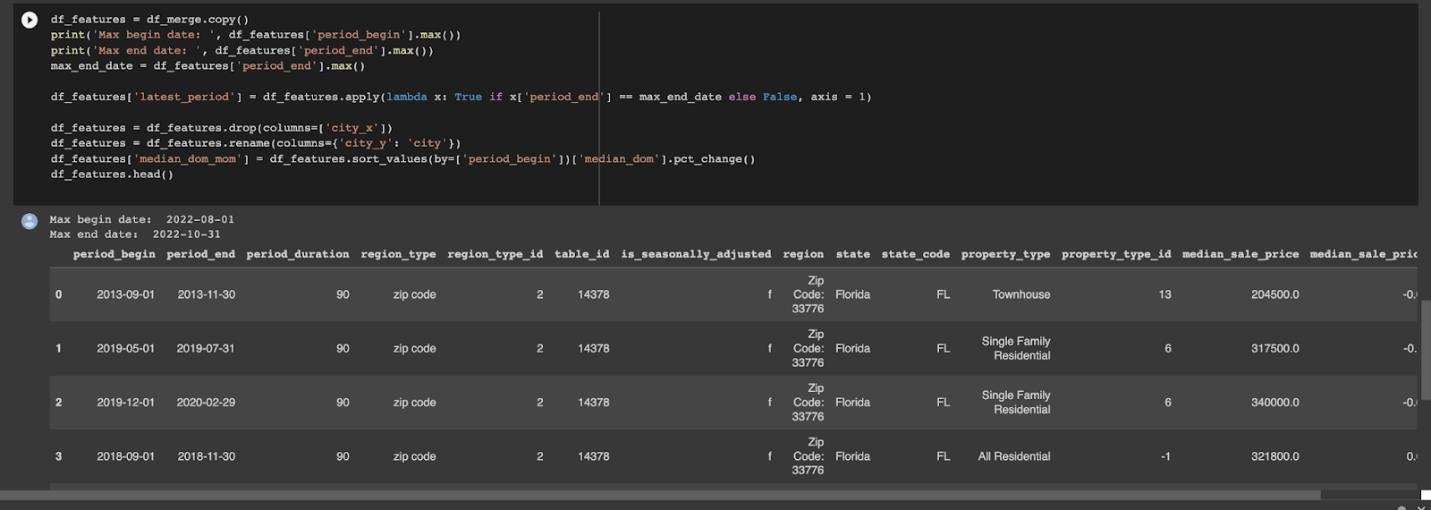 df_features = df_merge.copy()
print('Max begin date: ', df_features['period_begin'].max())
print('Max end date: ', df_features['period_end'].max())
max_end_date = df_features['period_end'].max()
df_features['latest_period'] = df_features.apply(lambda x: True if x['period_end'] == max_end_date else False, axis = 1)
df_features = df_features.drop(columns=['city_x'])
df_features = df_features.rename(columns={'city_y': 'city'})
df_features['median_dom_mom'] = df_features.sort_values(by=['period_begin'])['median_dom'].pct_change()
df_features.head()
Max begin date:  2022-08-01
Max end date:  2022-10-31
period_begin period_end period_duration region_type region_type_id table_id is_seasonally_adjusted region state state_code property_type property_type_id median_sale_price median_sale_pric
0 2013-09-01 2013-11-30 90 zip code 2 14378 f Zip Code: 33776 Florida FL Townhouse 13 204500.0 -0.
1 2019-05-01 2019-07-31 90 zip code 2 14378 f Zip Code: 33776 Florida FL Single Family Residential 6 317500.0 -0.
2 2019-12-01 2020-02-29 90 zip code 2 14378 f Zip Code: 33776 Florida FL Single Family Residential 6 340000.0 -0.
3 2018-09-01 2018-11-30 90 zip code 2 14378 f Zip Code: 33776 Florida FL All Residential -1 321800.0 0.